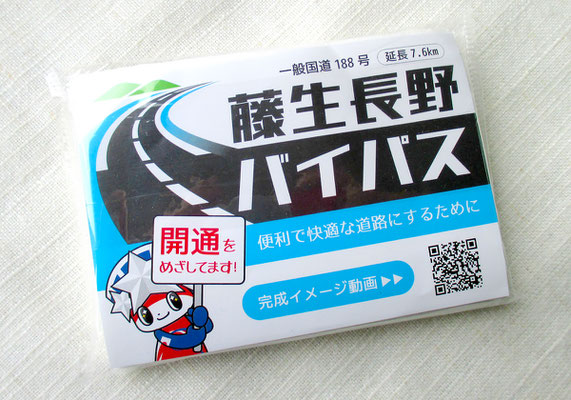 一般国道188号 延長7.6km
藤生長野
バイパス
便利で快適な道路にするために
開通を
めざしてます!
完成イメージ動画▶▶